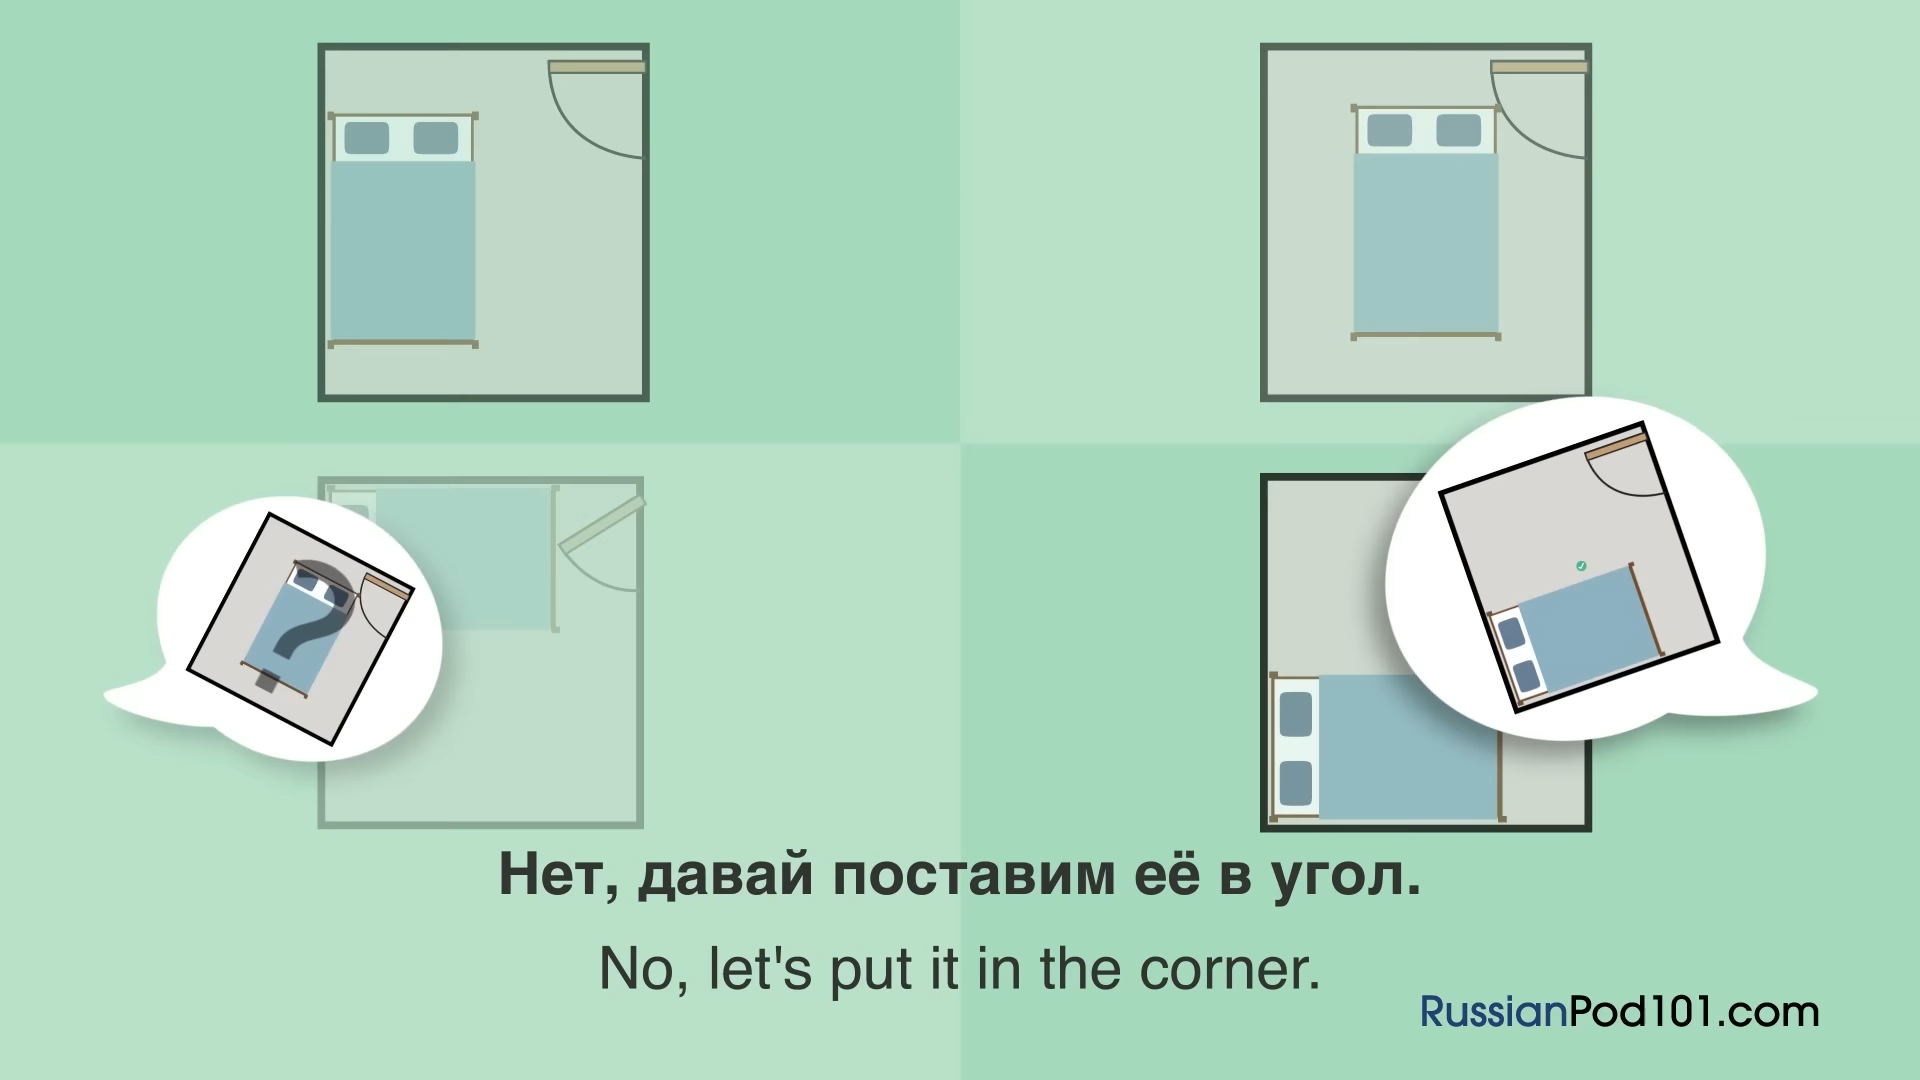 ?
Нет, давай поставим её в угол.
No, let's put it in the corner.
RussianPod101.com